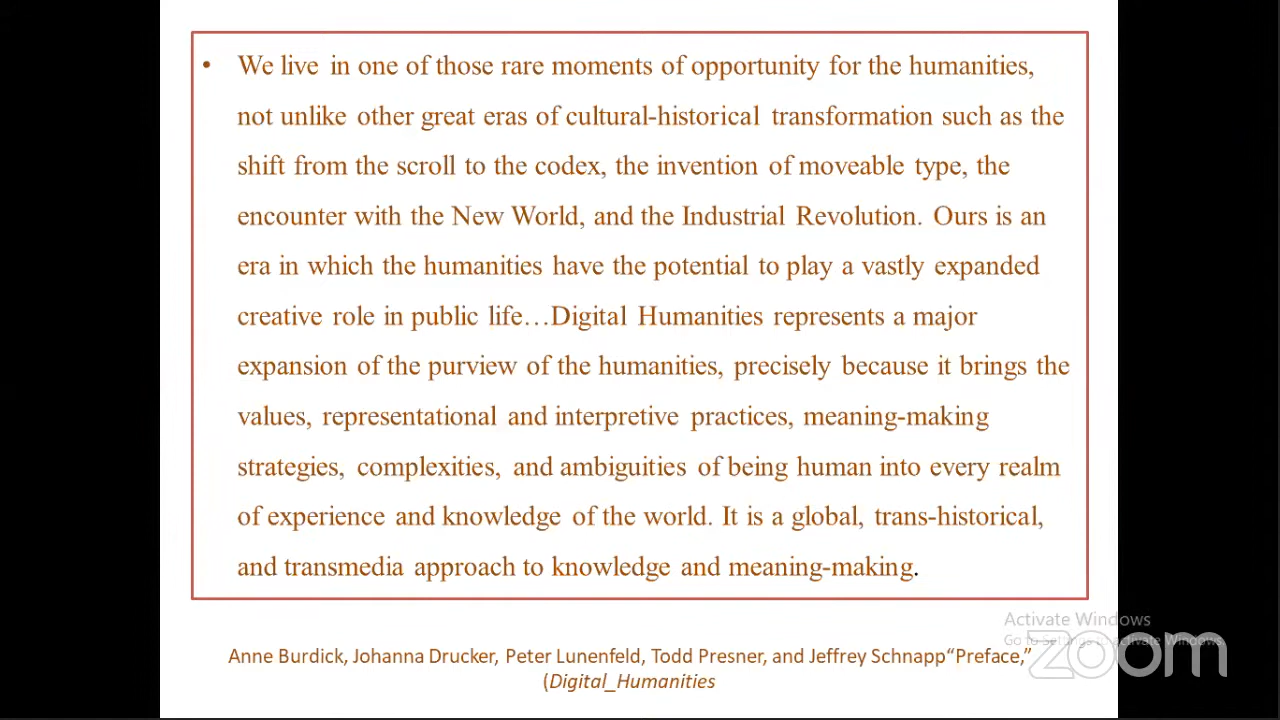 • We live in one of those rare moments of opportunity for the humanities,
not unlike other great eras of cultural-historical transformation such as the
shift from the scroll to the codex, the invention of moveable type, the
encounter with the New World, and the Industrial Revolution. Ours is an
era in which the humanities have the potential to play a vastly expanded
creative role in public life…Digital Humanities represents a major
expansion of the purview of the humanities, precisely because it brings the
values, representational and interpretive practices, meaning-making
strategies, complexities, and ambiguities of being human into every realm
of experience and knowledge of the world. It is a global, trans-historical,
and transmedia approach to knowledge and meaning-making.
Activate Windows
Go to Settings to activate Windows.
zoom
Anne Burdick, Johanna Drucker, Peter Lunenfeld, Todd Presner, and Jeffrey Schnapp“Preface,”
(Digital_Humanities